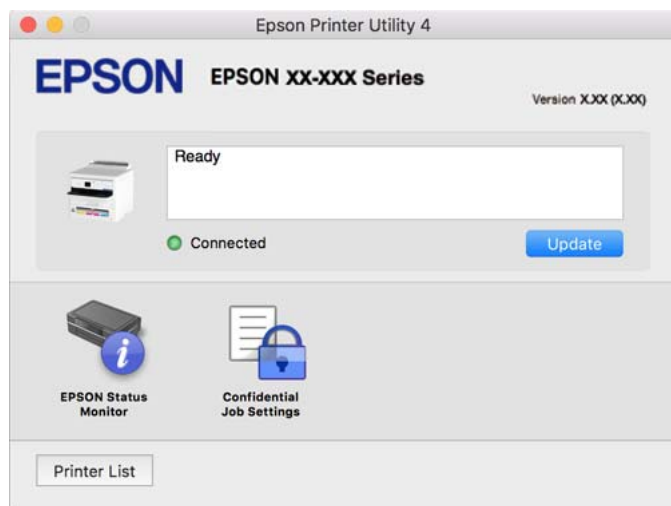 Epson Printer Utility 4
EPSON
EPSON XX-XXX Series
Version X.XX (X.XX)
Ready
Connected
Update
EPSON Status
Monitor
Confidential
Job Settings
Printer List